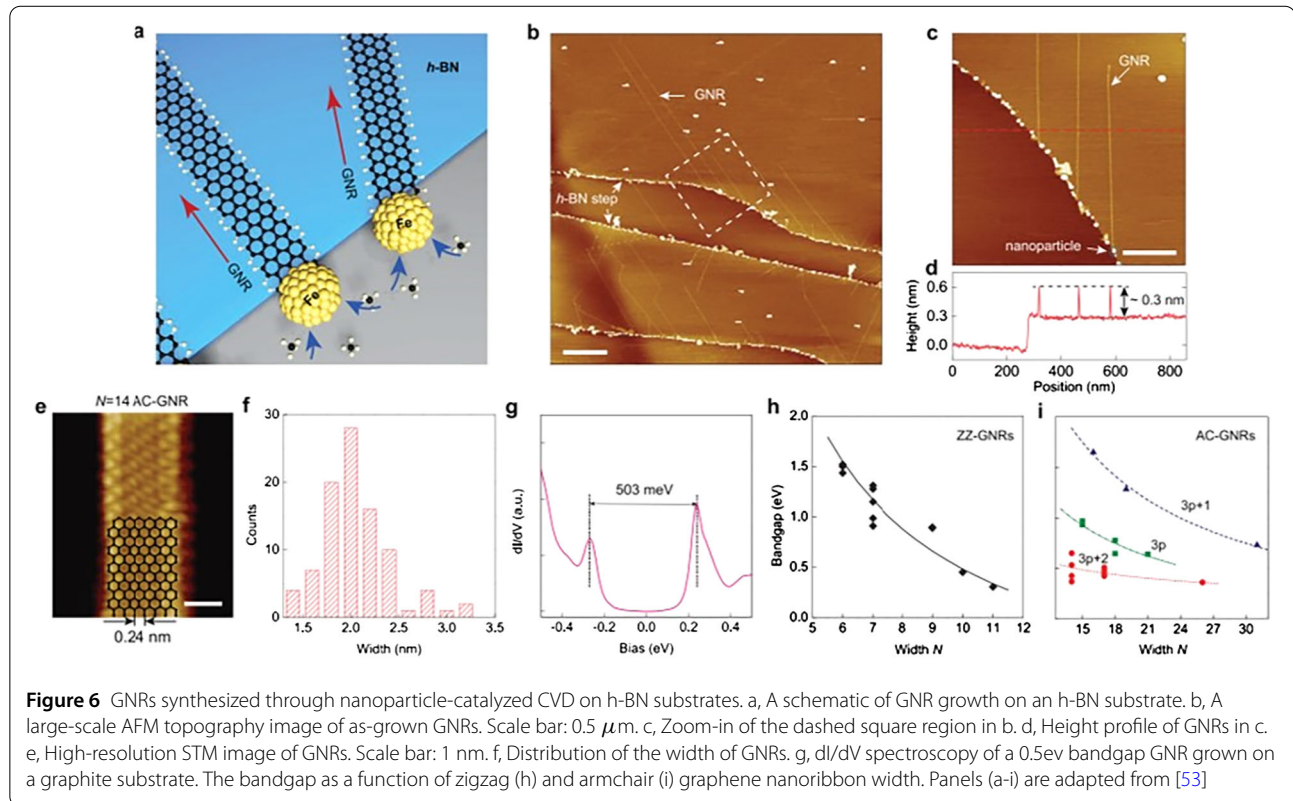 a
h-BN
GNR
GNR
Fe
Fe
b
GNR
h-BN step
c
GNR
nanoparticle
d
Height (nm)
0.6
0.3
0.0
~ 0.3 nm
0 200 400 600 800
Position (nm)
e
N=14 AC-GNR
0.24 nm
f
Counts
30
20
10
0
1.5 2.0 2.5 3.0 3.5
Width (nm)
g
dI/dV (a.u.)
503 meV
-0.4 -0.2 0.0 0.2 0.4
Bias (eV)
h
ZZ-GNRs
Bandgap (eV)
2.0
1.5
1.0
0.5
0.0
5 6 7 8 9 10 11 12
Width N
i
AC-GNRs
3p+1
3p
3p+2
15 18 21 24 27 30
Width N
Figure 6 GNRs synthesized through nanoparticle-catalyzed CVD on h-BN substrates. a, A schematic of GNR growth on an h-BN substrate. b, A
large-scale AFM topography image of as-grown GNRs. Scale bar: 0.5 μm. c, Zoom-in of the dashed square region in b. d, Height profile of GNRs in c.
e, High-resolution STM image of GNRs. Scale bar: 1 nm. f, Distribution of the width of GNRs. g, dI/dV spectroscopy of a 0.5ev bandgap GNR grown on
a graphite substrate. The bandgap as a function of zigzag (h) and armchair (i) graphene nanoribbon width. Panels (a-i) are adapted from [53]